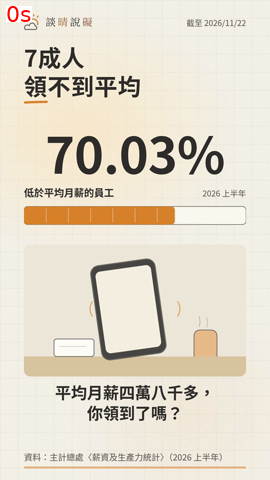 0s
談晴說礙
截至 2026/11/22
7成人
領不到平均
70.03%
低於平均月薪的員工
2026 上半年
平均月薪四萬八千多，
你領到了嗎？
資料：主計總處〈薪資及生產力統計〉（2026 上半年）